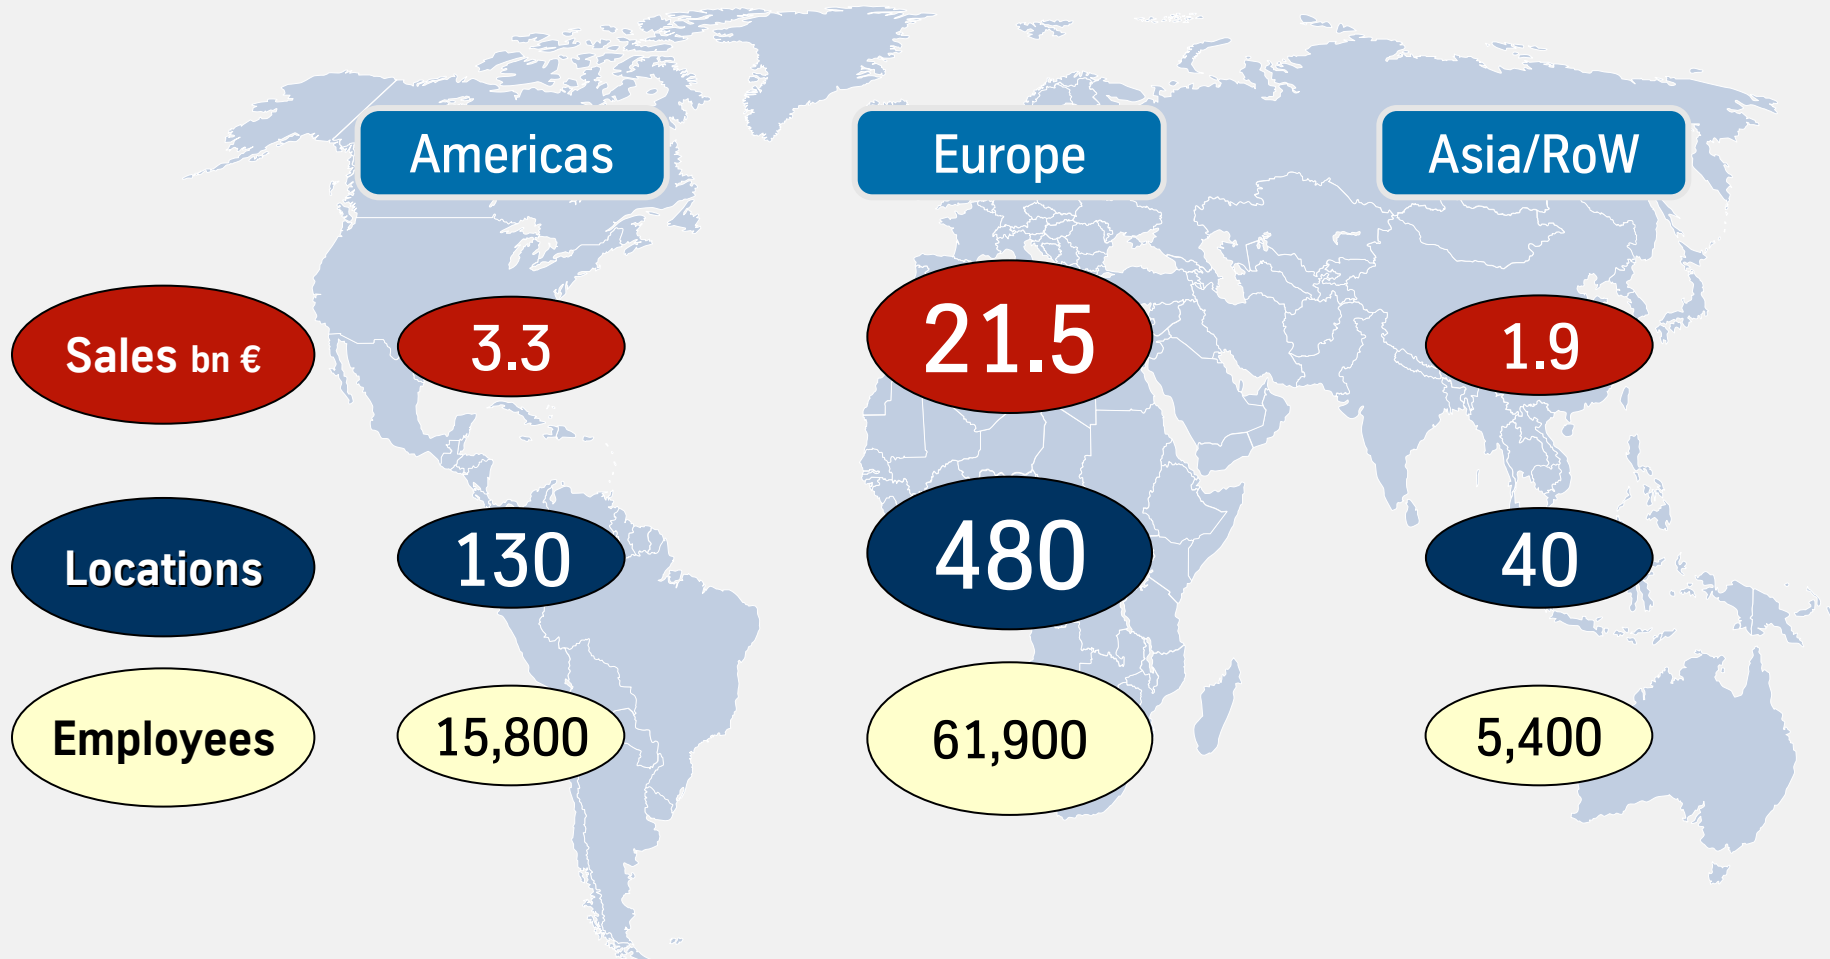 Americas
Europe
Asia/RoW
Sales bn €
3.3
21.5
1.9
Locations
130
480
40
Employees
15,800
61,900
5,400